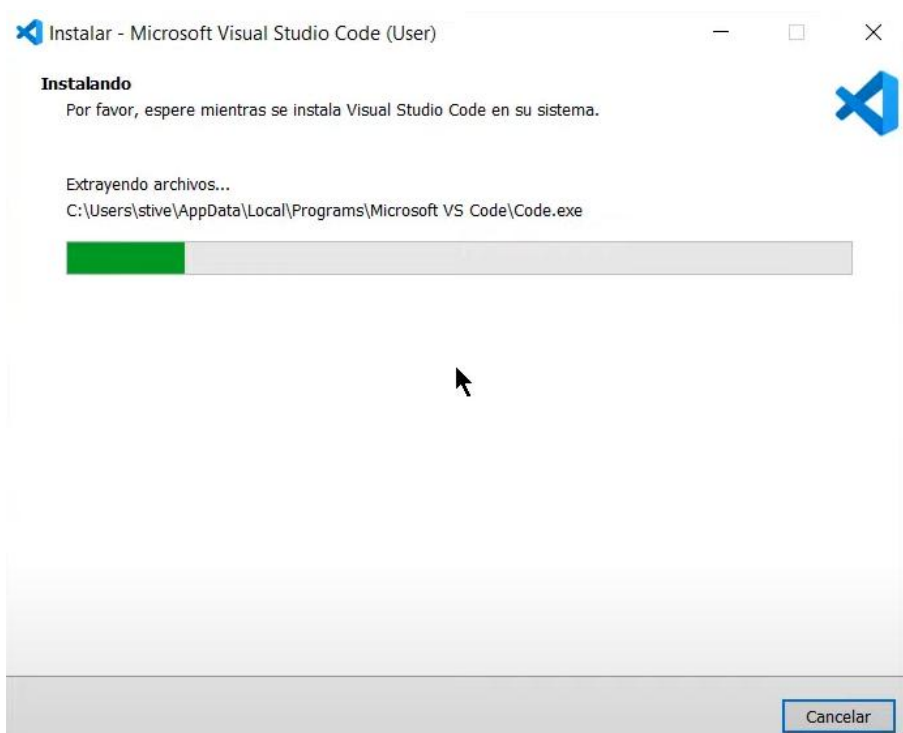 Instalar - Microsoft Visual Studio Code (User)
Instalando
Por favor, espere mientras se instala Visual Studio Code en su sistema.
Extrayendo archivos...
C:\Users\stive\AppData\Local\Programs\Microsoft VS Code\Code.exe
Cancelar